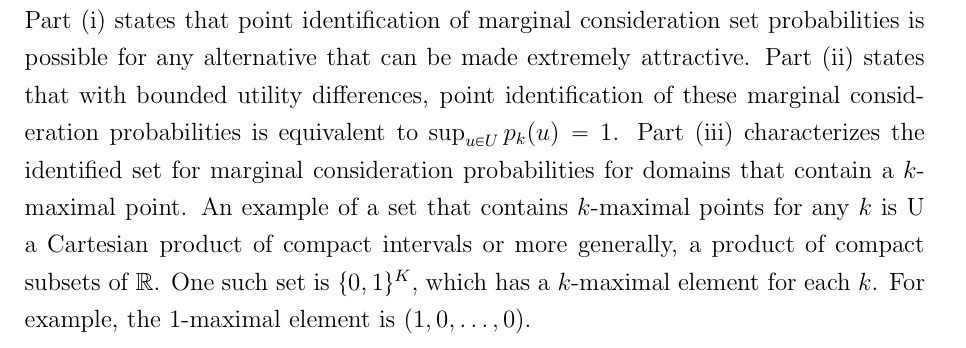 Part (i) states that point identification of marginal consideration set probabilities is
possible for any alternative that can be made extremely attractive. Part (ii) states
that with bounded utility differences, point identification of these marginal consid-
eration probabilities is equivalent to sup_{u∈U} p_k(u) = 1. Part (iii) characterizes the
identified set for marginal consideration probabilities for domains that contain a k-
maximal point. An example of a set that contains k-maximal points for any k is U
a Cartesian product of compact intervals or more generally, a product of compact
subsets of ℝ. One such set is {0, 1}^K, which has a k-maximal element for each k. For
example, the 1-maximal element is (1, 0, . . . , 0).